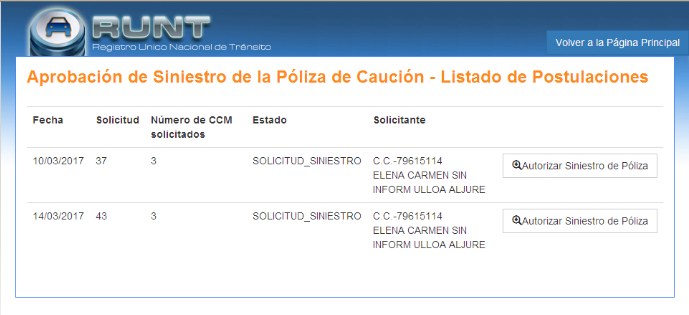 RUNT
Registro Único Nacional de Tránsito
Volver a la Página Principal
Aprobación de Siniestro de la Póliza de Caución - Listado de Postulaciones
Fecha Solicitud Número de CCM solicitados Estado Solicitante
10/03/2017 37 3 SOLICITUD_SINIESTRO C.C.-79615114 Autorizar Siniestro de Póliza
ELENA CARMEN SIN
INFORM ULLOA ALJURE
14/03/2017 43 3 SOLICITUD_SINIESTRO C.C.-79615114 Autorizar Siniestro de Póliza
ELENA CARMEN SIN
INFORM ULLOA ALJURE